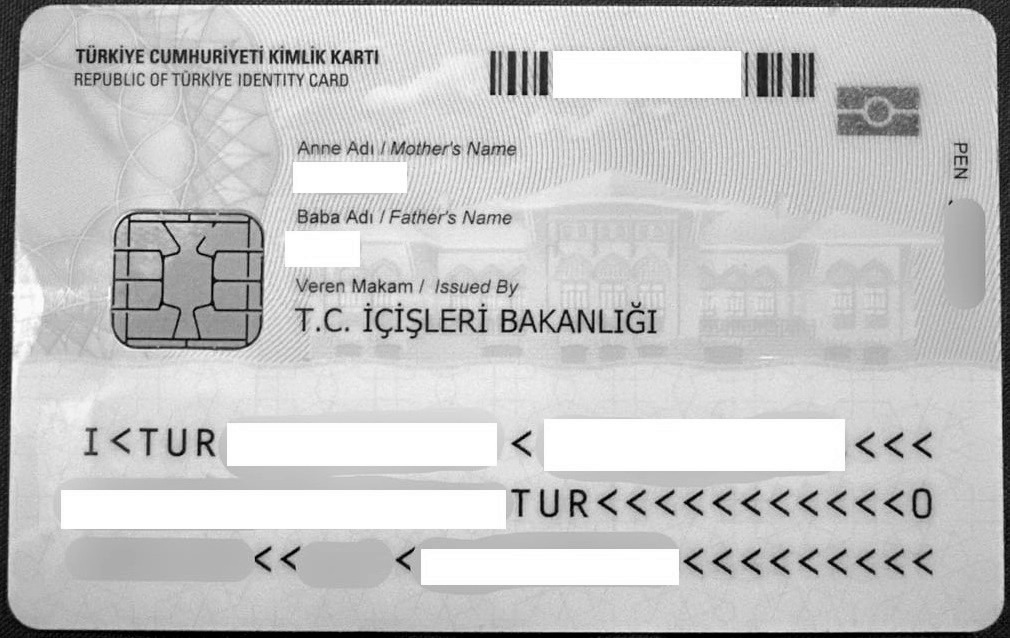 TÜRKİYE CUMHURİYETİ KİMLİK KARTI
REPUBLIC OF TÜRKİYE IDENTITY CARD
Anne Adı / Mother's Name
Baba Adı / Father's Name
Veren Makam / Issued By
T.C. İÇİŞLERİ BAKANLIĞI
PEN
I<TUR < <<<
TUR<<<<<<<<<<<0
<< < <<<<<<<<<